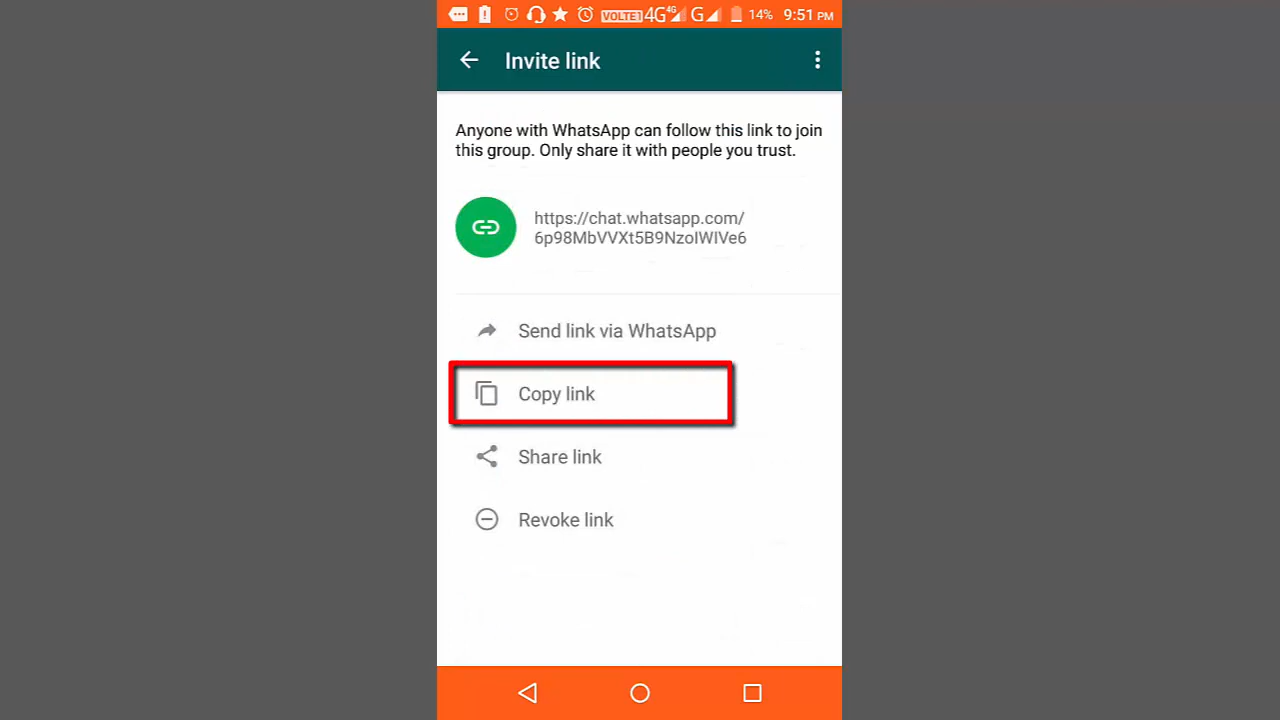 VOLTE1 4G 4G G 14% 9:51 PM
Invite link
Anyone with WhatsApp can follow this link to join
this group. Only share it with people you trust.
https://chat.whatsapp.com/
6p98MbVVXt5B9NzoIWlVe6
Send link via WhatsApp
Copy link
Share link
Revoke link